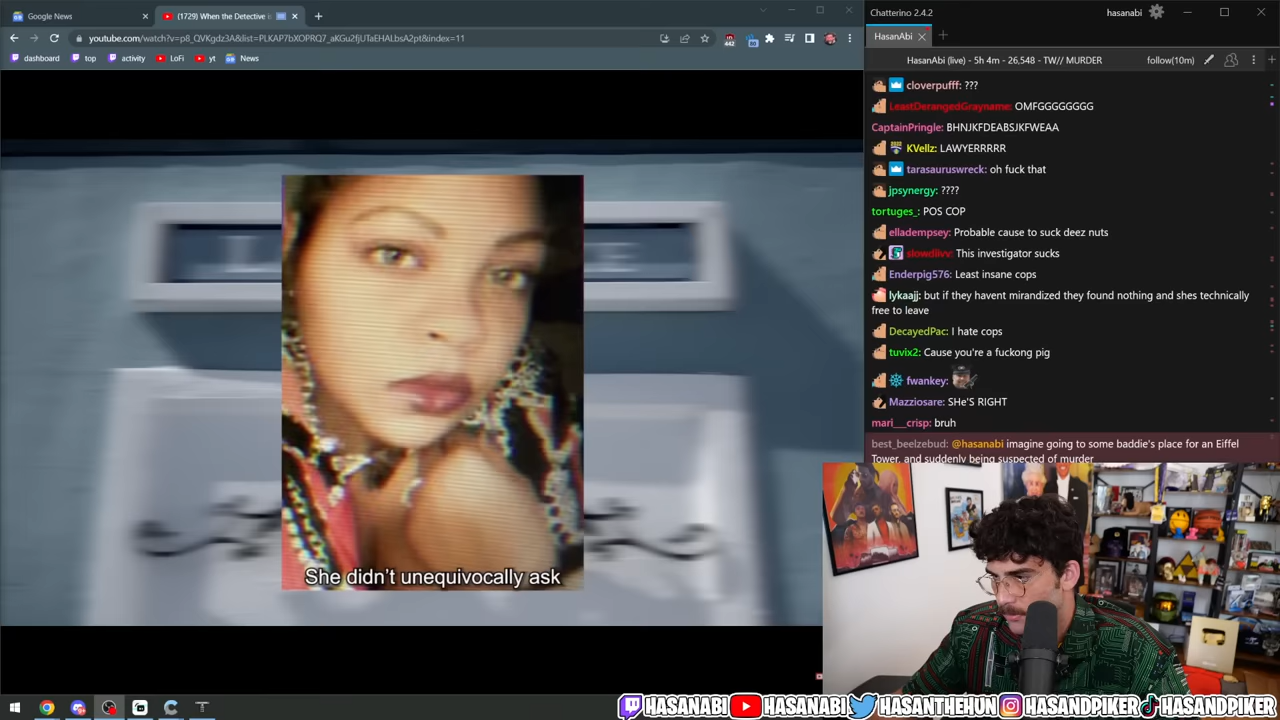 Google News
(1729) When the Detective is
youtube.com/watch?v=p8_QVKgdz3A&list=PLKAP7bXOPRQ7_aKGu2fjUTaEHALbsA2pt&index=11
442
60
dashboard
top
activity
LoFi
yt
News
She didn't unequivocally ask
Chatterino 2.4.2
hasanabi
HasanAbi
HasanAbi (live) - 5h 4m - 26,548 - TW// MURDER
follow(10m)
cloverpufff: ???
LeastDerangedGrayname: OMFGGGGGGGG
CaptainPringle: BHNJKFDEABSJKFWEAA
KVellz: LAWYERRRRR
tarasauruswreck: oh fuck that
jpsynergy: ????
tortuges_: POS COP
elladempsey: Probable cause to suck deez nuts
slowdlivv: This investigator sucks
Enderpig576: Least insane cops
lykaajj: but if they havent mirandized they found nothing and shes technically
free to leave
DecayedPac: I hate cops
tuvix2: Cause you're a fuckong pig
fwankey:
Mazziosare: SHe'S RIGHT
mari___crisp: bruh
best_beelzebud: @hasanabi imagine going to some baddie's place for an Eiffel
Tower, and suddenly being suspected of murder
HASANABI
HASANABI
HASANTHEHUN
HASANDPIKER
HASANDPIKER